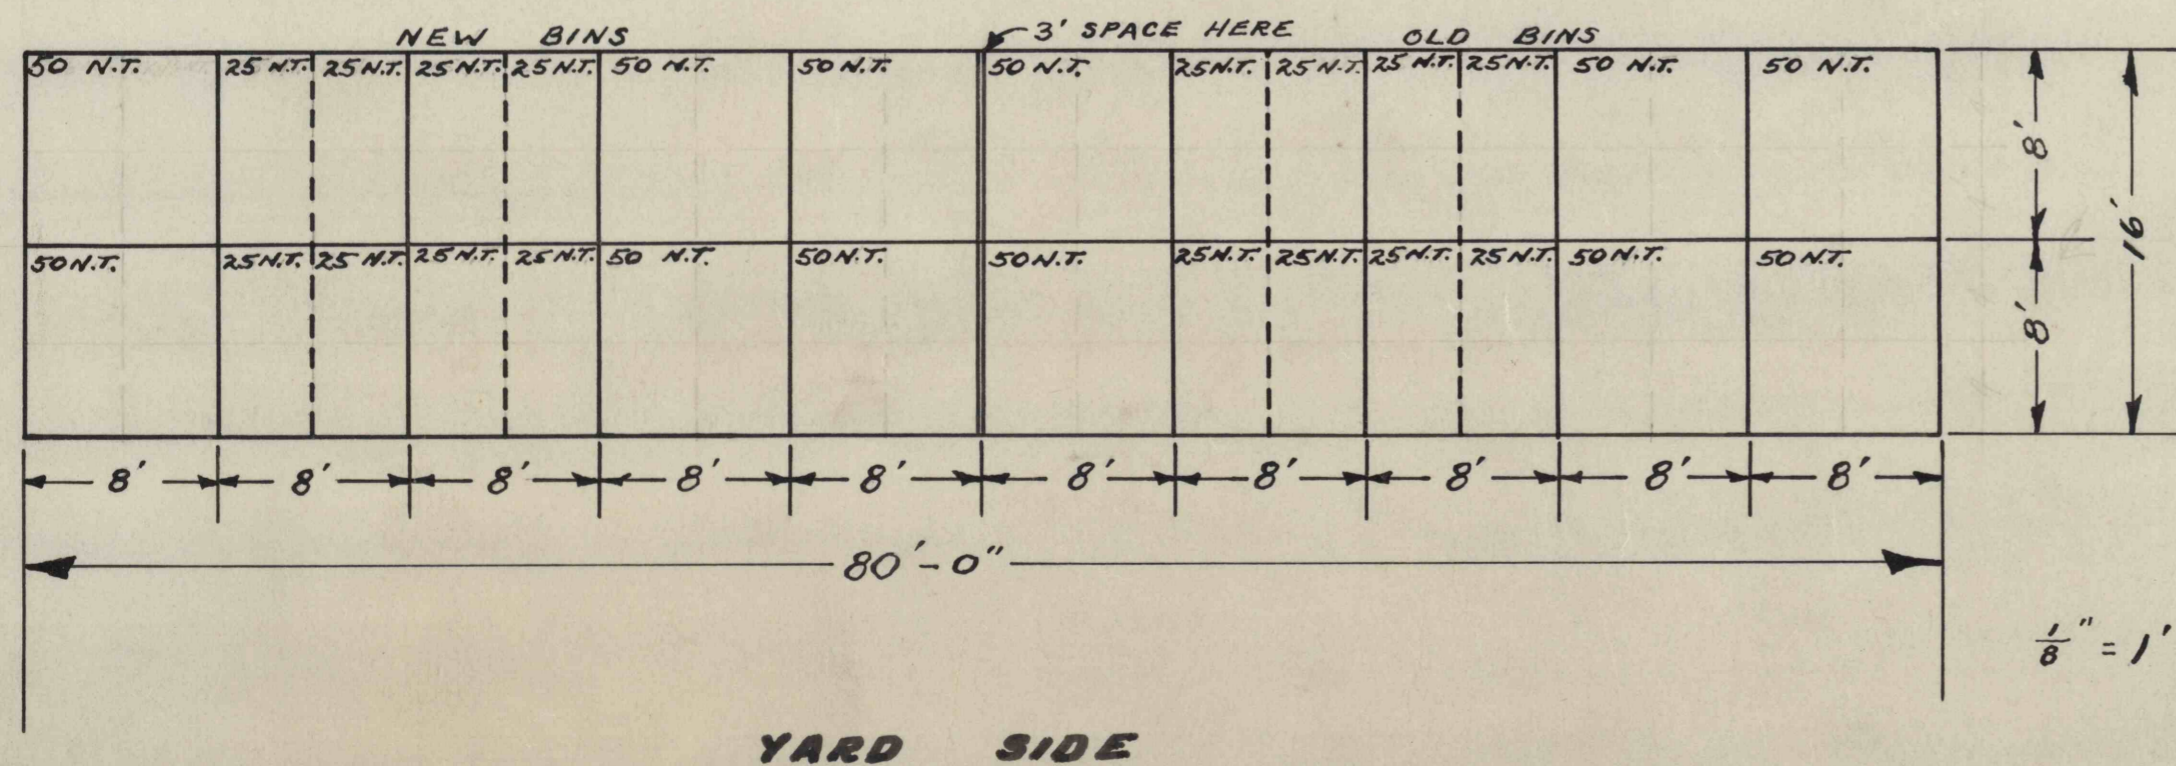 NEW BINS
3' SPACE HERE
OLD BINS
50 N.T. 25 N.T. 25 N.T. 25 N.T. 25 N.T. 50 N.T. 50 N.T. 50 N.T. 25 N.T. 25 N.T. 25 N.T. 25 N.T. 50 N.T. 50 N.T.
50 N.T. 25 N.T. 25 N.T. 25 N.T. 25 N.T. 50 N.T. 50 N.T. 50 N.T. 25 N.T. 25 N.T. 25 N.T. 25 N.T. 50 N.T. 50 N.T.
8'
8'
16'
8' 8' 8' 8' 8' 8' 8' 8' 8' 8'
80'-0"
1/8" = 1'
YARD SIDE